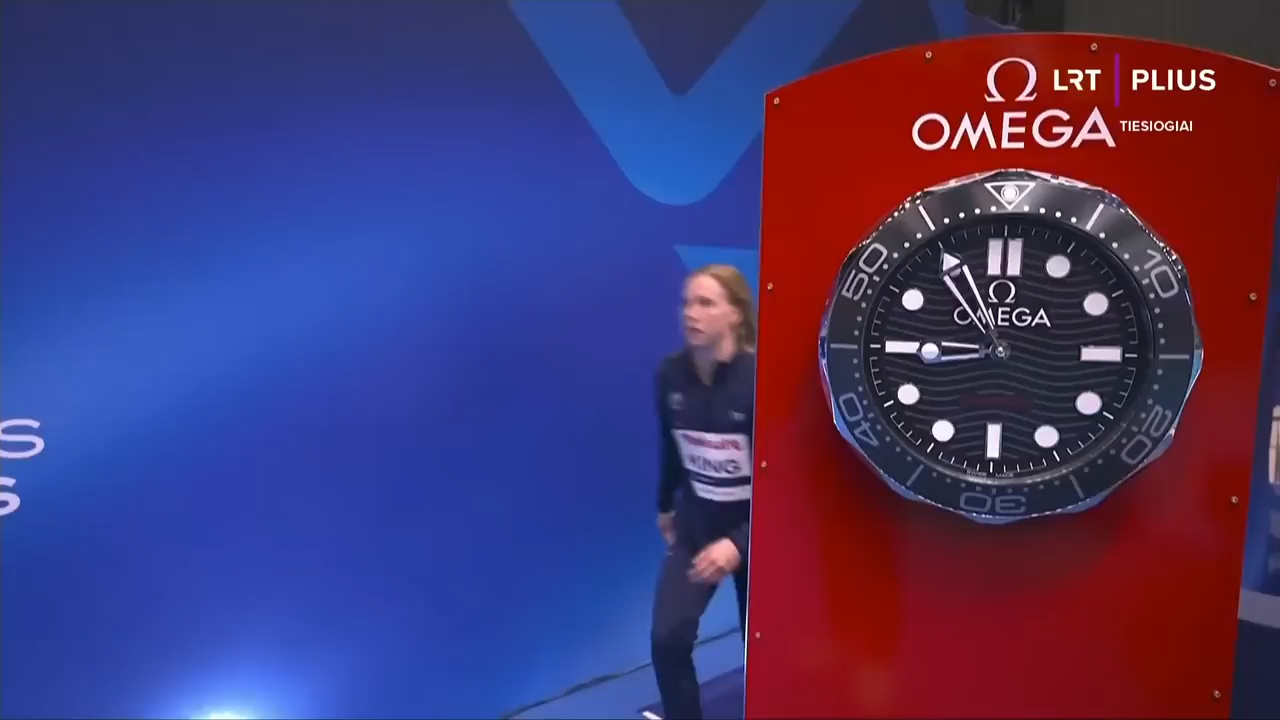 Ω LRT | PLIUS
OMEGA TIESIOGIAI
10
20
30
40
50
Ω
OMEGA
KING
S
S